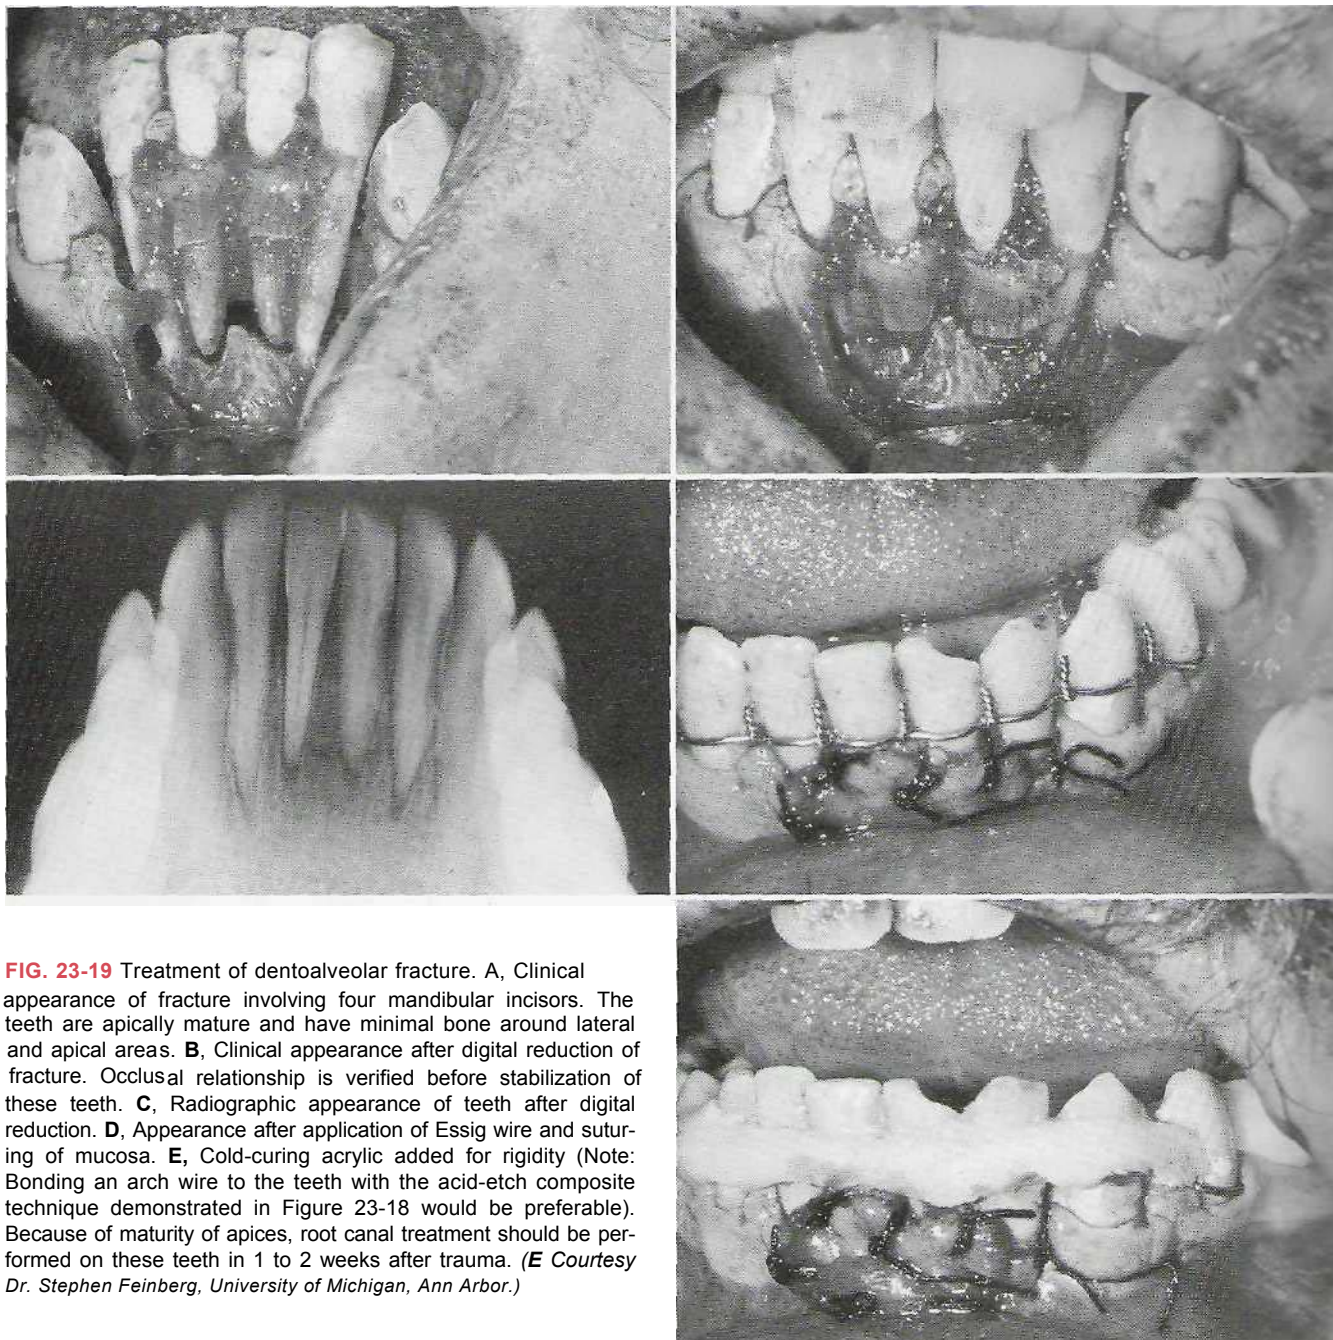 FIG. 23-19 Treatment of dentoalveolar fracture. A, Clinical
appearance of fracture involving four mandibular incisors. The
teeth are apically mature and have minimal bone around lateral
and apical areas. B, Clinical appearance after digital reduction of
fracture. Occlusal relationship is verified before stabilization of
these teeth. C, Radiographic appearance of teeth after digital
reduction. D, Appearance after application of Essig wire and sutur-
ing of mucosa. E, Cold-curing acrylic added for rigidity (Note:
Bonding an arch wire to the teeth with the acid-etch composite
technique demonstrated in Figure 23-18 would be preferable).
Because of maturity of apices, root canal treatment should be per-
formed on these teeth in 1 to 2 weeks after trauma. (E Courtesy
Dr. Stephen Feinberg, University of Michigan, Ann Arbor.)